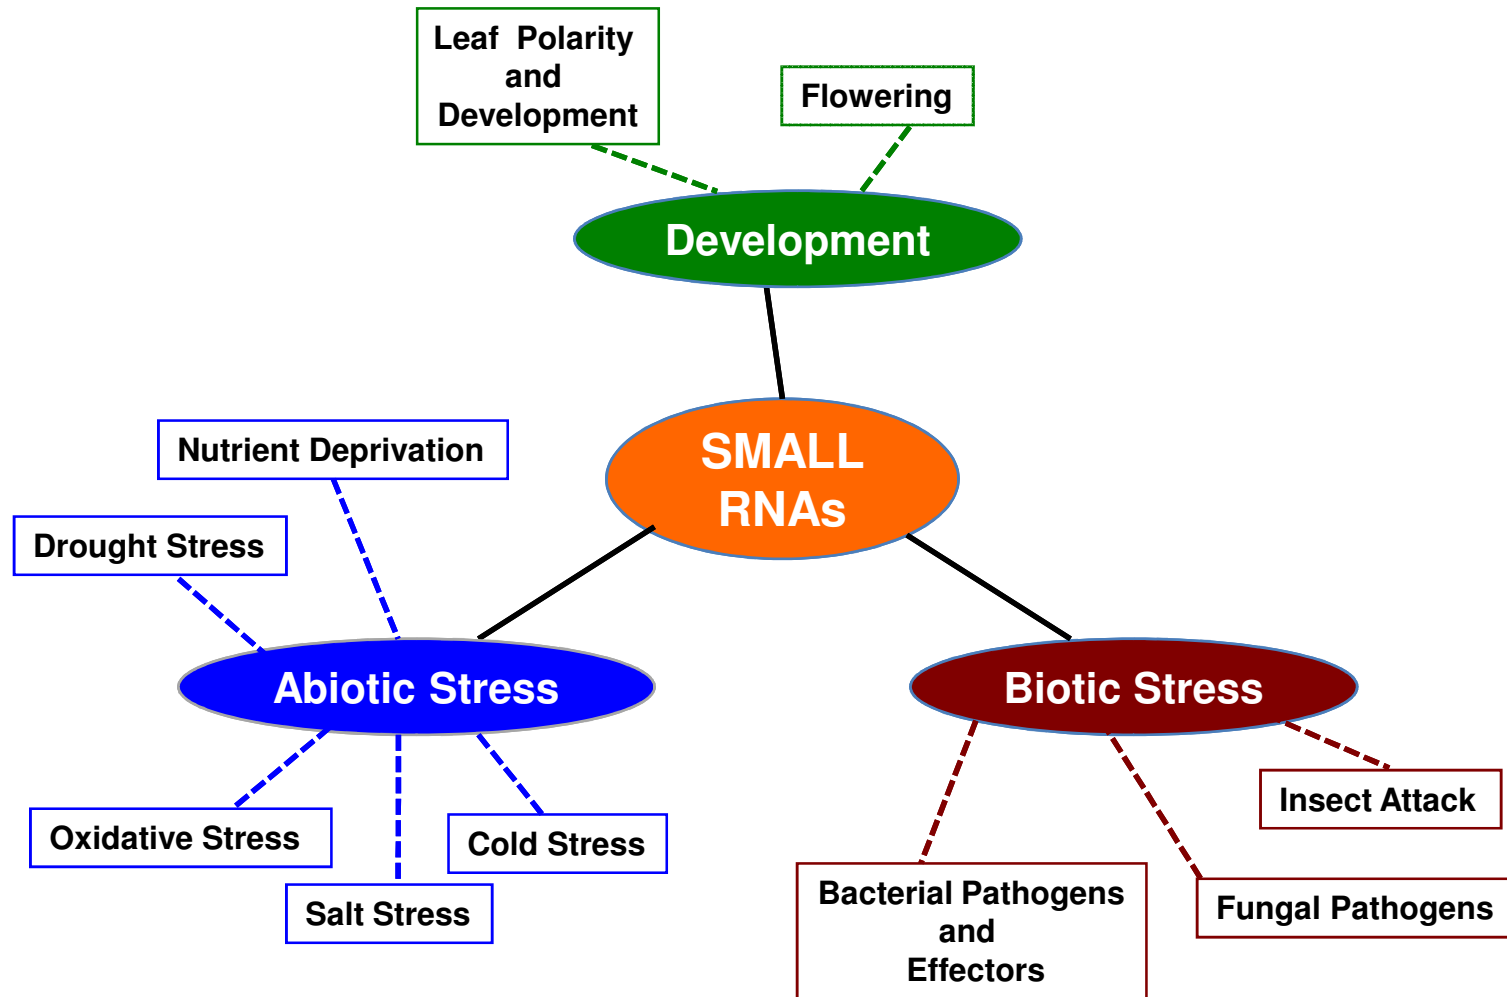 Leaf Polarity
and
Development
Flowering
Development
SMALL
RNAs
Nutrient Deprivation
Drought Stress
Abiotic Stress
Biotic Stress
Oxidative Stress
Cold Stress
Salt Stress
Insect Attack
Bacterial Pathogens
and
Effectors
Fungal Pathogens